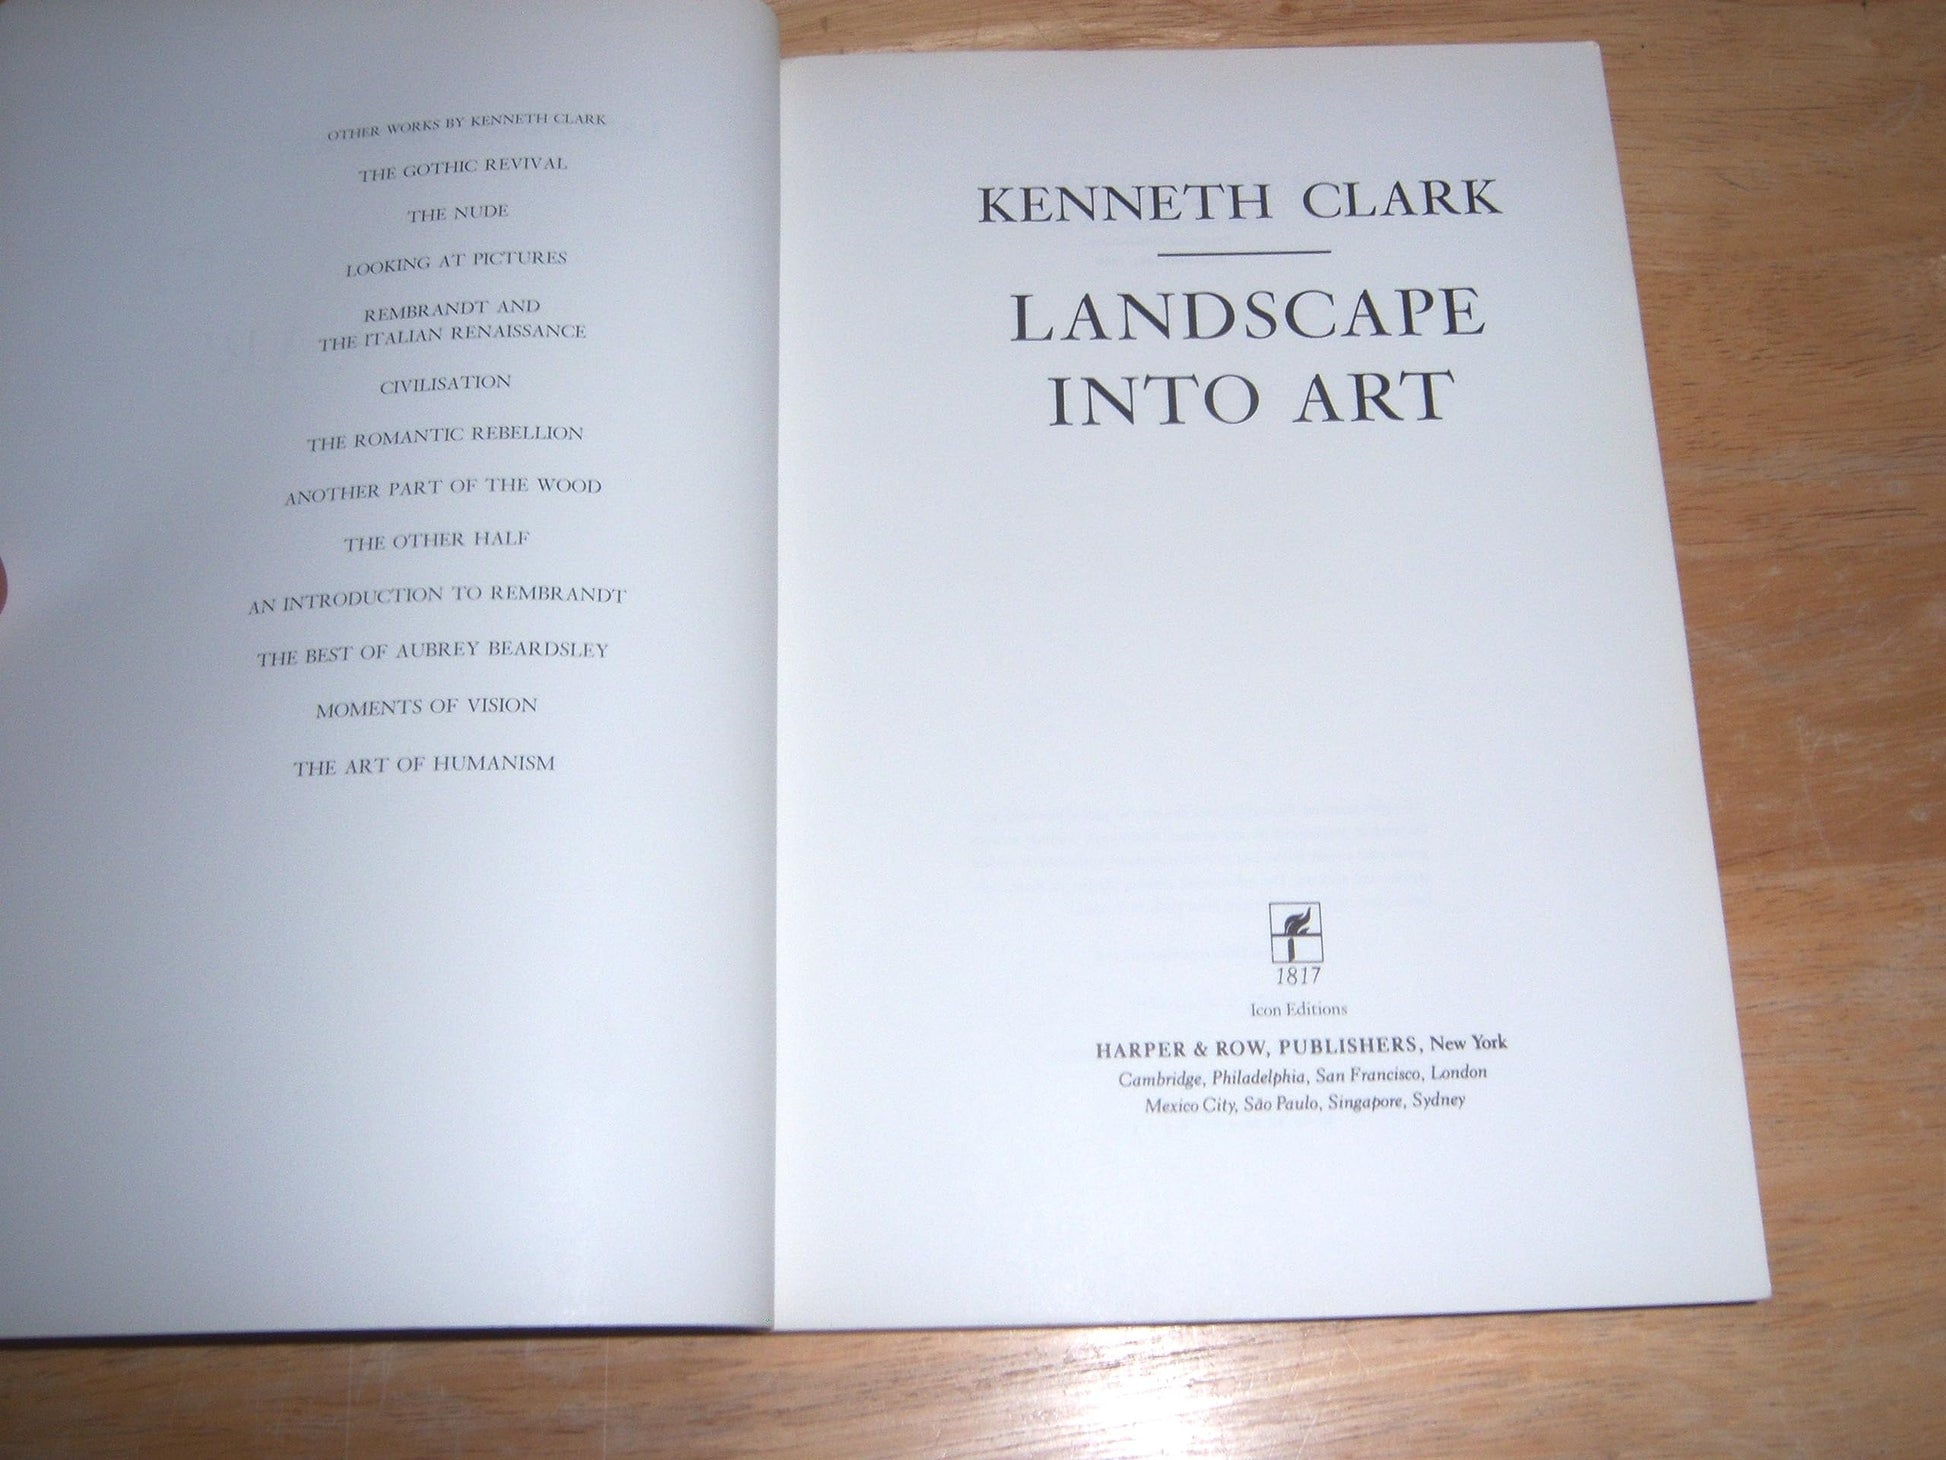 OTHER WORKS BY KENNETH CLARK
THE GOTHIC REVIVAL
THE NUDE
LOOKING AT PICTURES
REMBRANDT AND
THE ITALIAN RENAISSANCE
CIVILISATION
THE ROMANTIC REBELLION
ANOTHER PART OF THE WOOD
THE OTHER HALF
AN INTRODUCTION TO REMBRANDT
THE BEST OF AUBREY BEARDSLEY
MOMENTS OF VISION
THE ART OF HUMANISM
KENNETH CLARK
LANDSCAPE
INTO ART
1817
Icon Editions
HARPER & ROW, PUBLISHERS, New York
Cambridge, Philadelphia, San Francisco, London
Mexico City, São Paulo, Singapore, Sydney